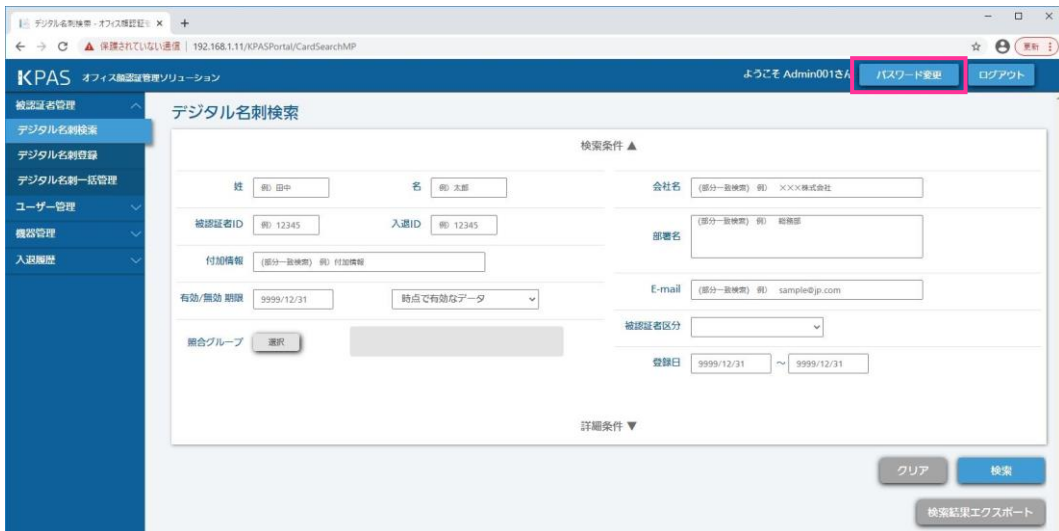 デジタル名刺検索 - オフィス顔認証
保護されていない通信 | 192.168.1.11/KPASPortal/CardSearchMP
更新
KPAS オフィス顔認証管理ソリューション
ようこそ Admin001さん
パスワード変更
ログアウト
被認証者管理
デジタル名刺検索
デジタル名刺登録
デジタル名刺一括管理
ユーザー管理
機器管理
入退履歴
デジタル名刺検索
検索条件 ▲
姓 例) 田中
名 例) 太郎
会社名 (部分一致検索) 例) ×××株式会社
被認証者ID 例) 12345
入退ID 例) 12345
部署名 (部分一致検索) 例) 総務部
付加情報 (部分一致検索) 例) 付加情報
有効/無効 期限 9999/12/31 時点で有効なデータ
E-mail (部分一致検索) 例) sample@jp.com
照合グループ 選択
被認証者区分
登録日 9999/12/31 ~ 9999/12/31
詳細条件 ▼
クリア
検索
検索結果エクスポート